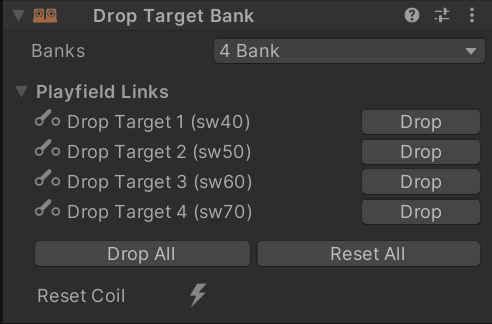 Drop Target Bank
Banks 4 Bank
Playfield Links
Drop Target 1 (sw40) Drop
Drop Target 2 (sw50) Drop
Drop Target 3 (sw60) Drop
Drop Target 4 (sw70) Drop
Drop All Reset All
Reset Coil